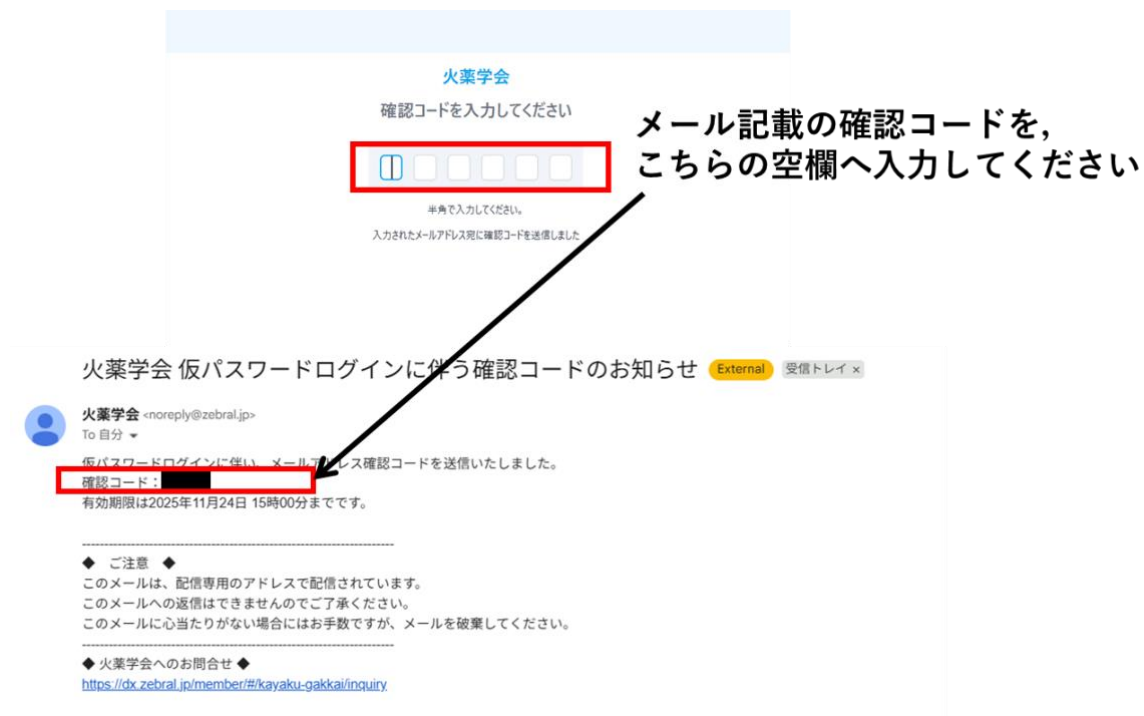 火薬学会
確認コードを入力してください
メール記載の確認コードを,
こちらの空欄へ入力してください
半角で入力してください。
入力されたメールアドレス宛に確認コードを送信しました
火薬学会 仮パスワードログインに伴う確認コードのお知らせ External 受信トレイ ×
火薬学会 <noreply@zebral.jp>
To 自分
仮パスワードログインに伴い、メールアドレス確認コードを送信いたしました。
確認コード：
有効期限は2025年11月24日 15時00分までです。
------------------------------------------------------------------
◆ ご注意 ◆
このメールは、配信専用のアドレスで配信されています。
このメールへの返信はできませんのでご了承ください。
このメールに心当たりがない場合にはお手数ですが、メールを破棄してください。
------------------------------------------------------------------
◆ 火薬学会へのお問合せ ◆
https://dx.zebral.jp/member/#/kayaku-gakkai/inquiry